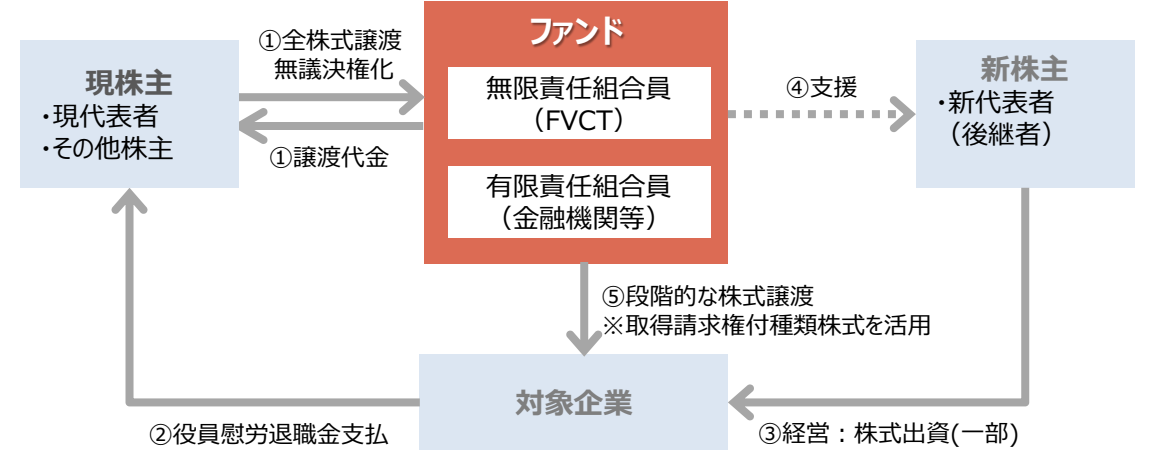 ファンド
①全株式譲渡
無議決権化
現株主
・現代表者
・その他株主
①譲渡代金
無限責任組合員
（FVCT）
有限責任組合員
（金融機関等）
④支援
新株主
・新代表者
（後継者）
⑤段階的な株式譲渡
※取得請求権付種類株式を活用
対象企業
②役員慰労退職金支払
③経営：株式出資(一部)